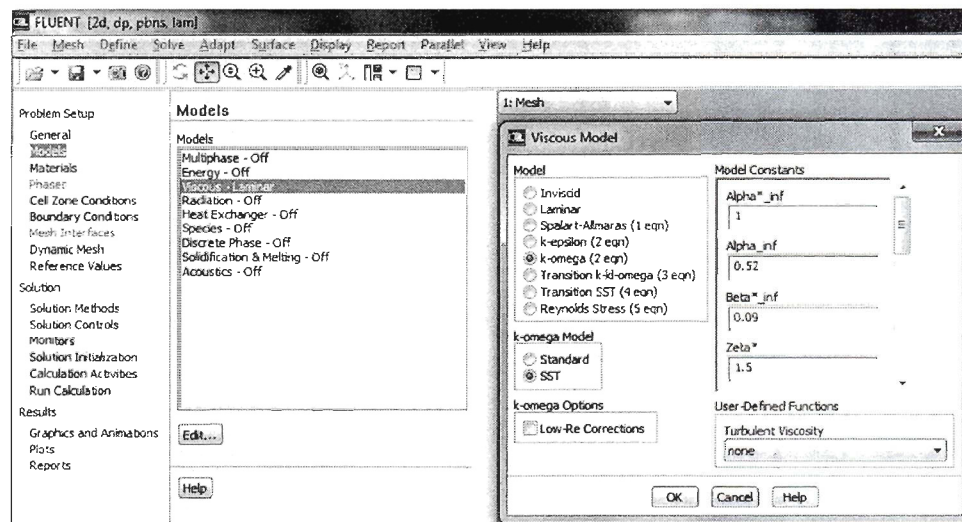 FLUENT [2d, dp, pbns, lam]
File Mesh Define Solve Adapt Surface Display Report Parallel View Help
Problem Setup
General
Models
Materials
Phases
Cell Zone Conditions
Boundary Conditions
Mesh Interfaces
Dynamic Mesh
Reference Values
Solution
Solution Methods
Solution Controls
Monitors
Solution Initialization
Calculation Activities
Run Calculation
Results
Graphics and Animations
Plots
Reports
Models
Models
Multiphase - Off
Energy - Off
Viscous - Laminar
Radiation - Off
Heat Exchanger - Off
Species - Off
Discrete Phase - Off
Solidification & Melting - Off
Acoustics - Off
Edit...
Help
1: Mesh
Viscous Model
Model
Inviscid
Laminar
Spalart-Allmaras (1 eqn)
k-epsilon (2 eqn)
k-omega (2 eqn)
Transition k-kl-omega (3 eqn)
Transition SST (4 eqn)
Reynolds Stress (5 eqn)
k-omega Model
Standard
SST
k-omega Options
Low-Re Corrections
Model Constants
Alpha*_inf
1
Alpha_inf
0.52
Beta*_inf
0.09
Zeta*
1.5
User-Defined Functions
Turbulent Viscosity
none
OK Cancel Help